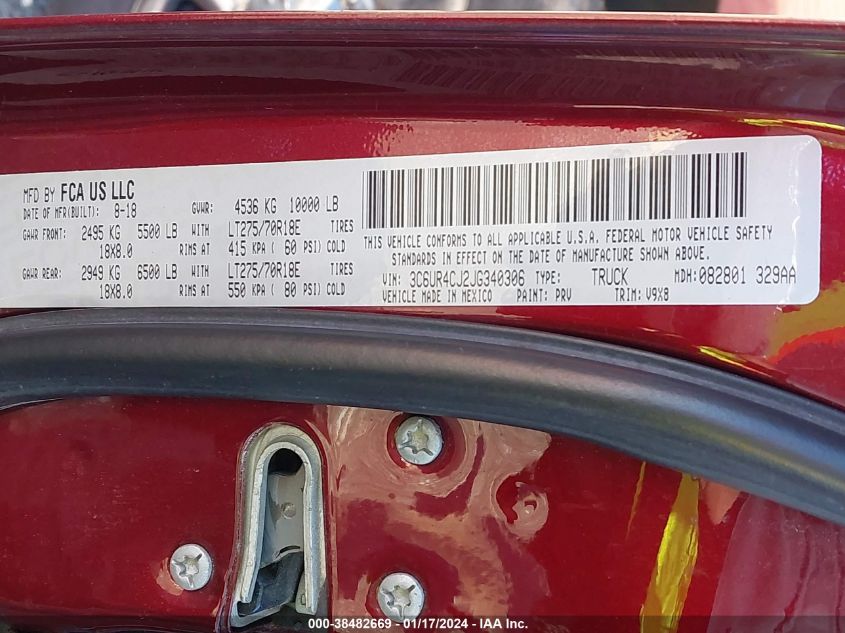 MFD BY FCA US LLC
DATE OF MFR(BUILT): 8-18 GVWR: 4536 KG 10000 LB
GAWR FRONT: 2495 KG 5500 LB LT275/70R18E TIRES
18X8.0 RIMS AT 415 KPA ( 60 PSI) COLD
GAWR REAR: 2949 KG 6500 LB LT275/70R18E TIRES
18X8.0 RIMS AT 550 KPA ( 80 PSI) COLD
THIS VEHICLE CONFORMS TO ALL APPLICABLE U.S.A. FEDERAL MOTOR VEHICLE SAFETY
STANDARDS IN EFFECT ON THE DATE OF MANUFACTURE SHOWN ABOVE.
VIN: 3C6UR4CJ2JG340306 TYPE: TRUCK MDH: 082801 329AA
VEHICLE MADE IN MEXICO PAINT: PRV TRIM: V9X8
000-38482669 - 01/17/2024 - IAA Inc.